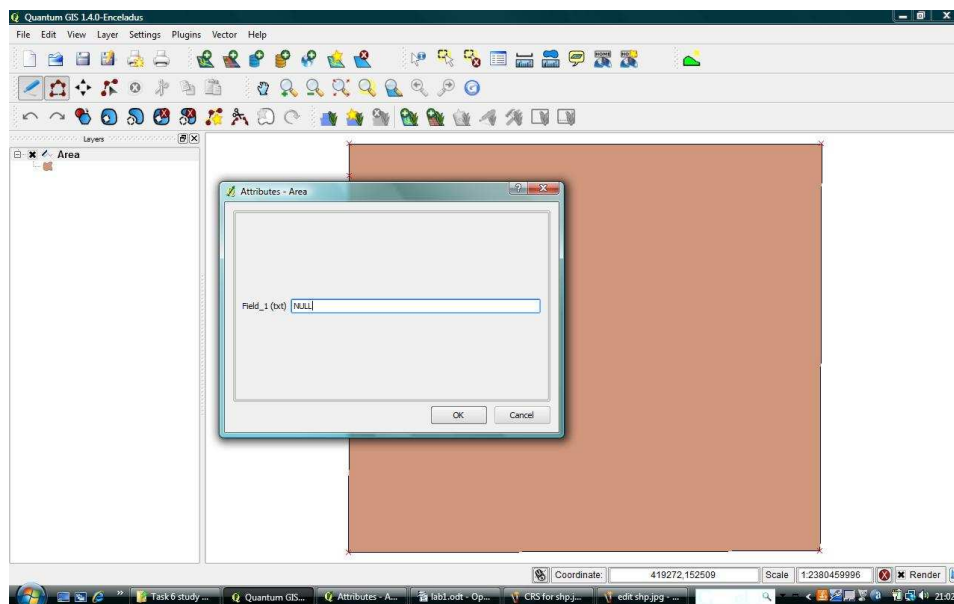 Quantum GIS 1.4.0-Enceladus
File Edit View Layer Settings Plugins Vector Help
Layers
Area
Attributes - Area
Field_1 (txt) NULL
OK Cancel
Coordinate: 419272,152509 Scale 1:2380459996 Render
Task 6 study ... Quantum GIS... Attributes - A... lab1.odt - Op... CRS for shp.j... edit shp.jpg - ... 21:02